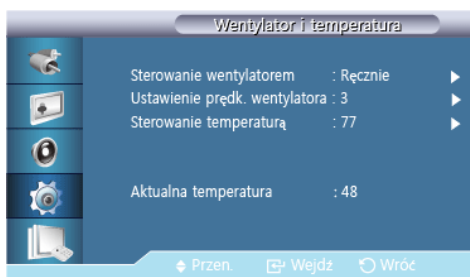 Wentylator i temperatura
Sterowanie wentylatorem : Ręcznie
Ustawienie prędk. wentylatora : 3
Sterowanie temperaturą : 77
Aktualna temperatura : 48
Przen. Wejdź Wróć